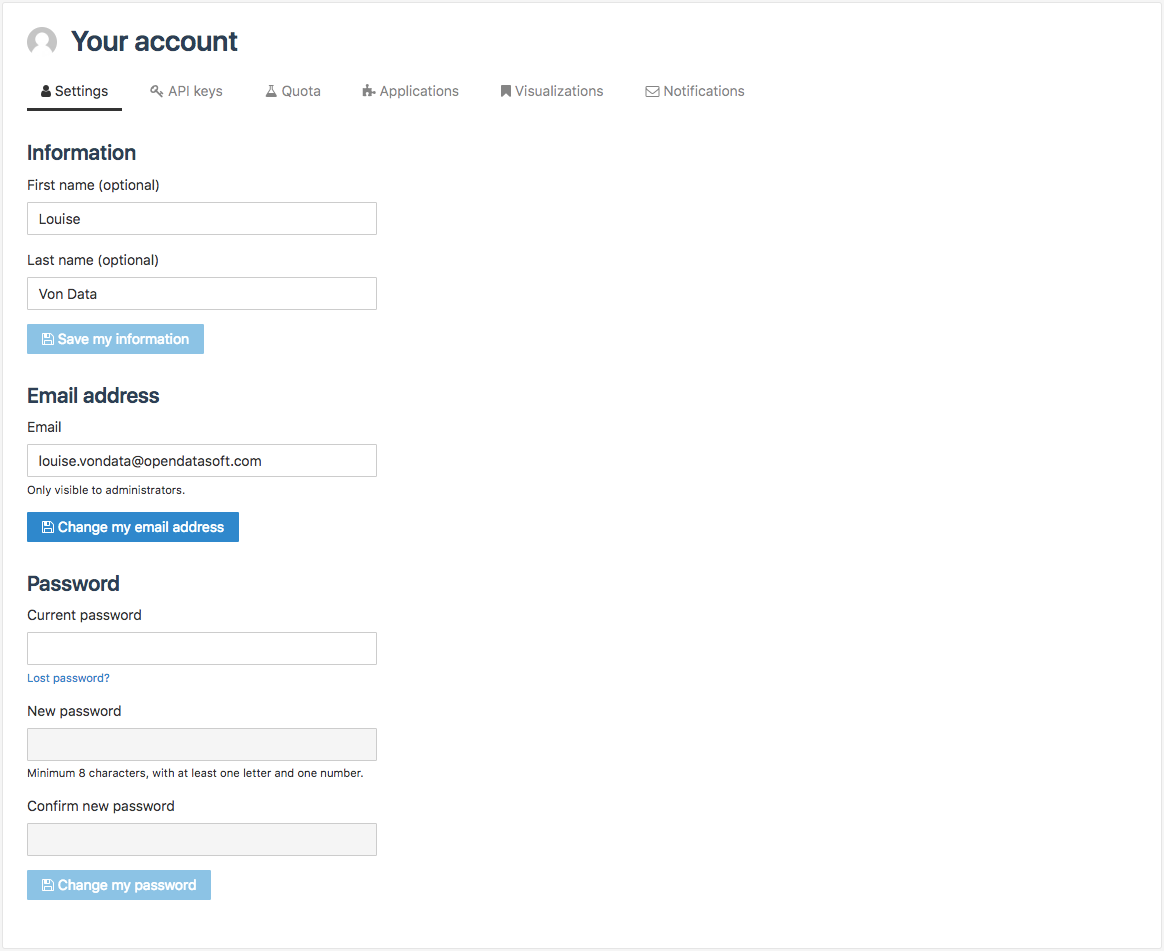 Your account
Settings API keys Quota Applications Visualizations Notifications
Information
First name (optional)
Louise
Last name (optional)
Von Data
Save my information
Email address
Email
louise.vondata@opendatasoft.com
Only visible to administrators.
Change my email address
Password
Current password
Lost password?
New password
Minimum 8 characters, with at least one letter and one number.
Confirm new password
Change my password